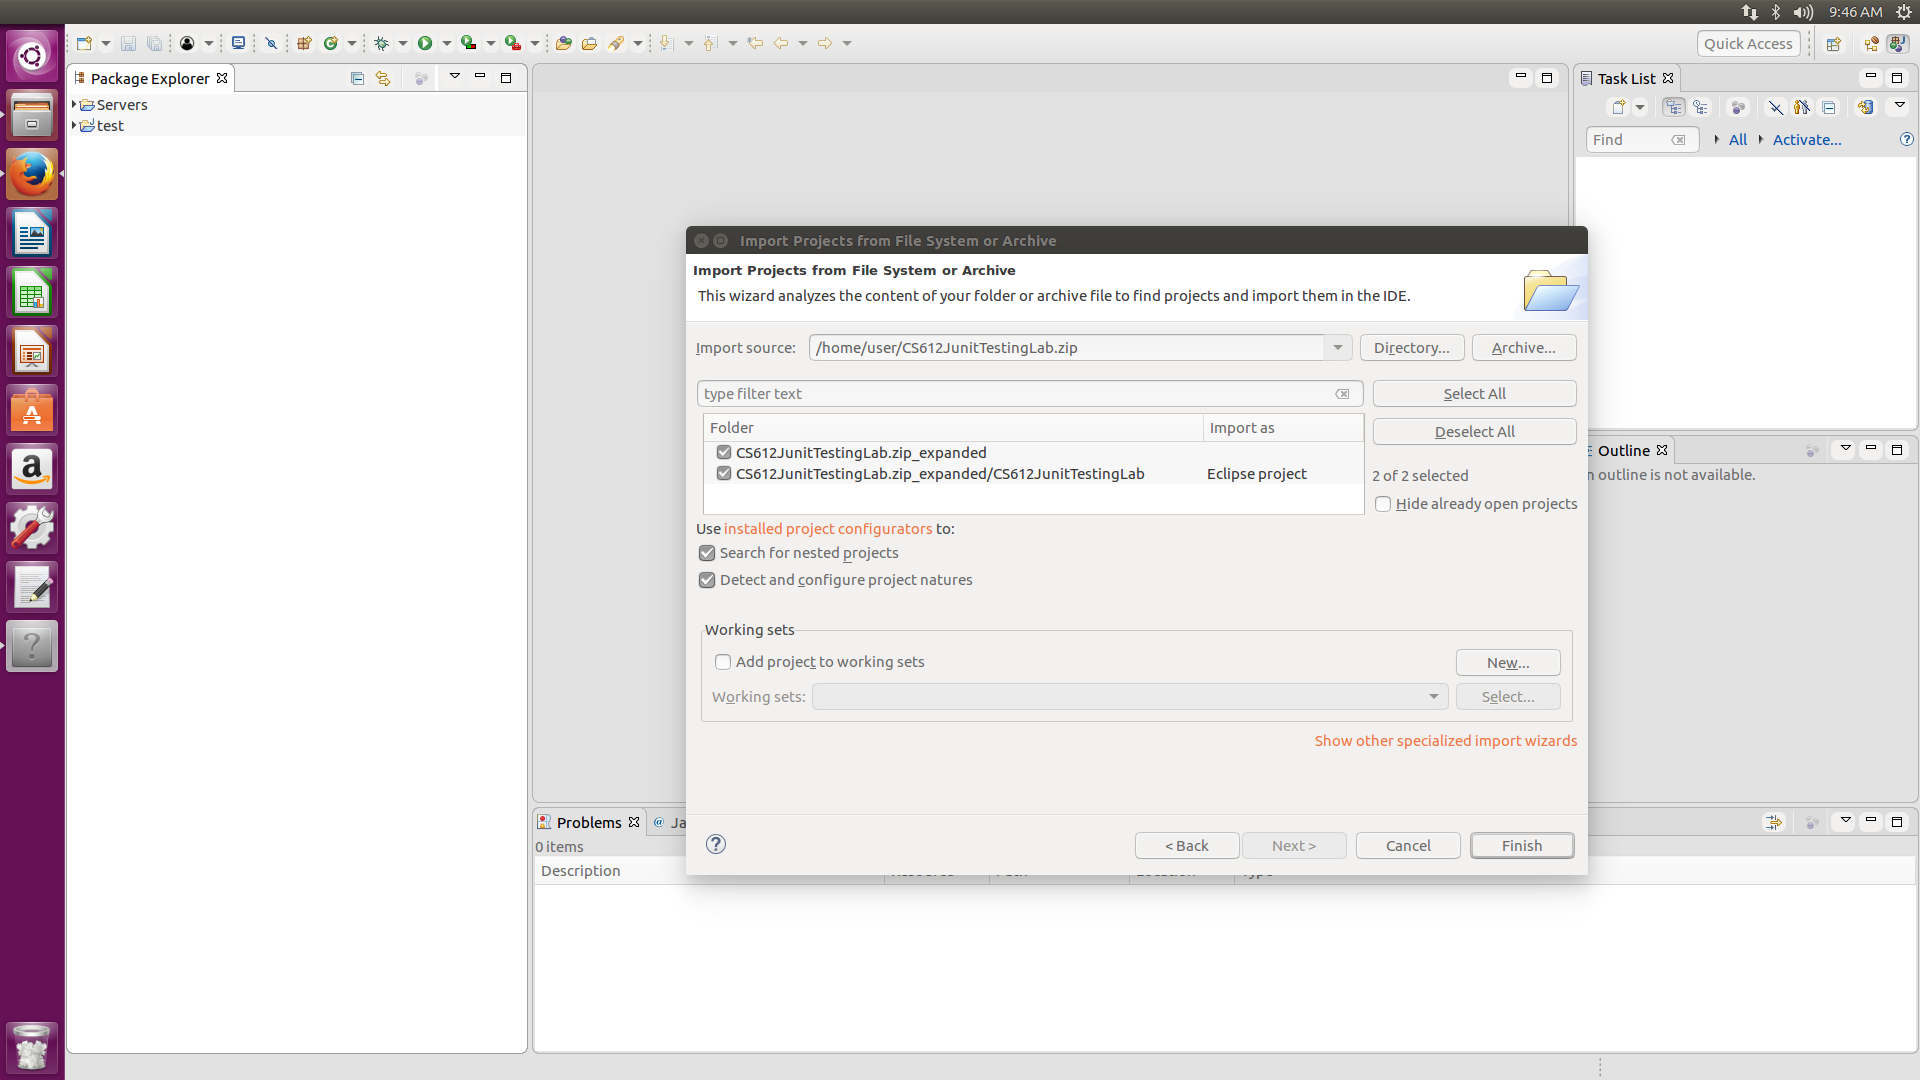 9:46 AM
Quick Access
Package Explorer
Servers
test
Task List
Find
All
Activate...
Import Projects from File System or Archive
Import Projects from File System or Archive
This wizard analyzes the content of your folder or archive file to find projects and import them in the IDE.
Import source: /home/user/CS612JunitTestingLab.zip Directory... Archive...
type filter text Select All
Folder Import as Deselect All
CS612JunitTestingLab.zip_expanded
CS612JunitTestingLab.zip_expanded/CS612JunitTestingLab Eclipse project
2 of 2 selected
Hide already open projects
Use installed project configurators to:
Search for nested projects
Detect and configure project natures
Working sets
Add project to working sets New...
Working sets: Select...
Show other specialized import wizards
< Back Next > Cancel Finish
Outline
n outline is not available.
Problems @ Ja
0 items
Description